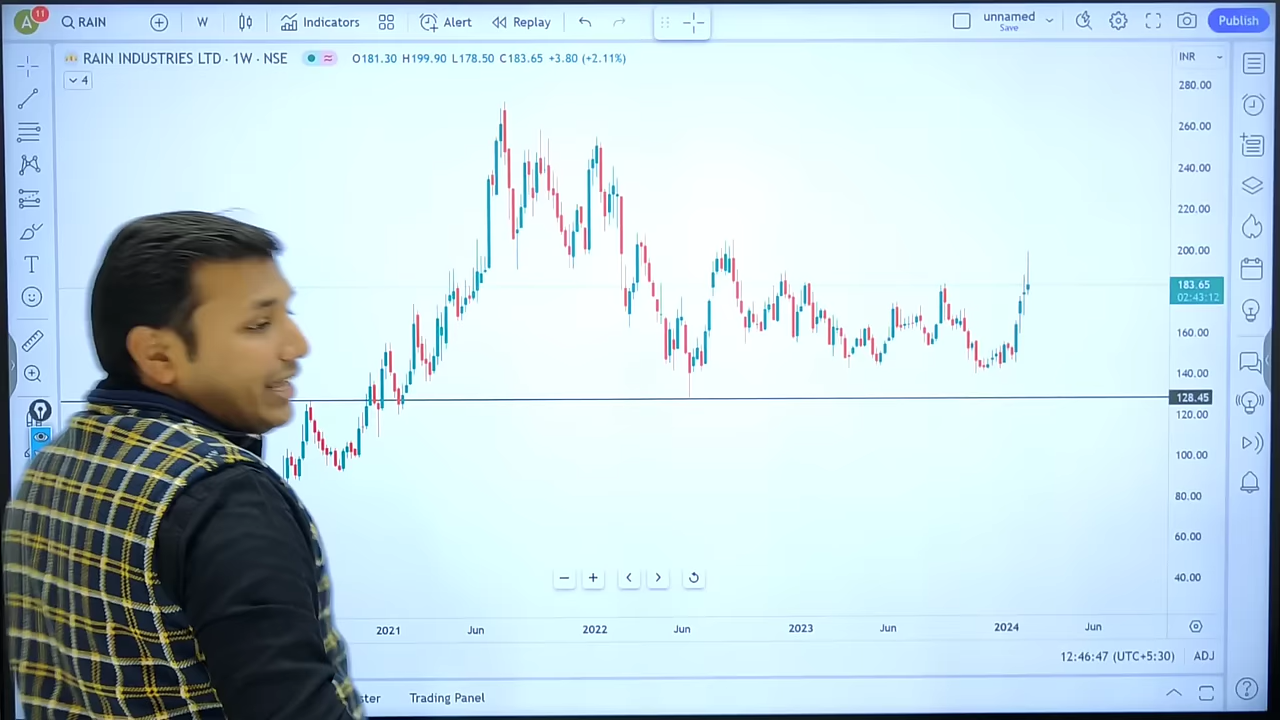 A
11
RAIN
W
Indicators
Alert
Replay
unnamed
Save
Publish
RAIN INDUSTRIES LTD · 1W · NSE
O181.30 H199.90 L178.50 C183.65 +3.80 (+2.11%)
INR
4
280.00
260.00
240.00
220.00
200.00
183.65
02:43:12
160.00
140.00
128.45
120.00
100.00
80.00
60.00
40.00
2021 Jun 2022 Jun 2023 Jun 2024 Jun
12:46:47 (UTC+5:30) ADJ
ster
Trading Panel